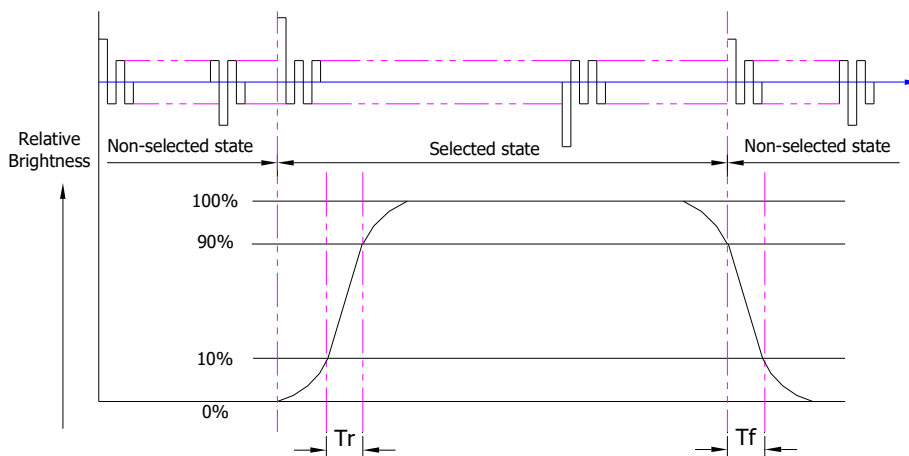 Relative
Brightness
Non-selected state
Selected state
Non-selected state
100%
90%
10%
0%
Tr
Tf